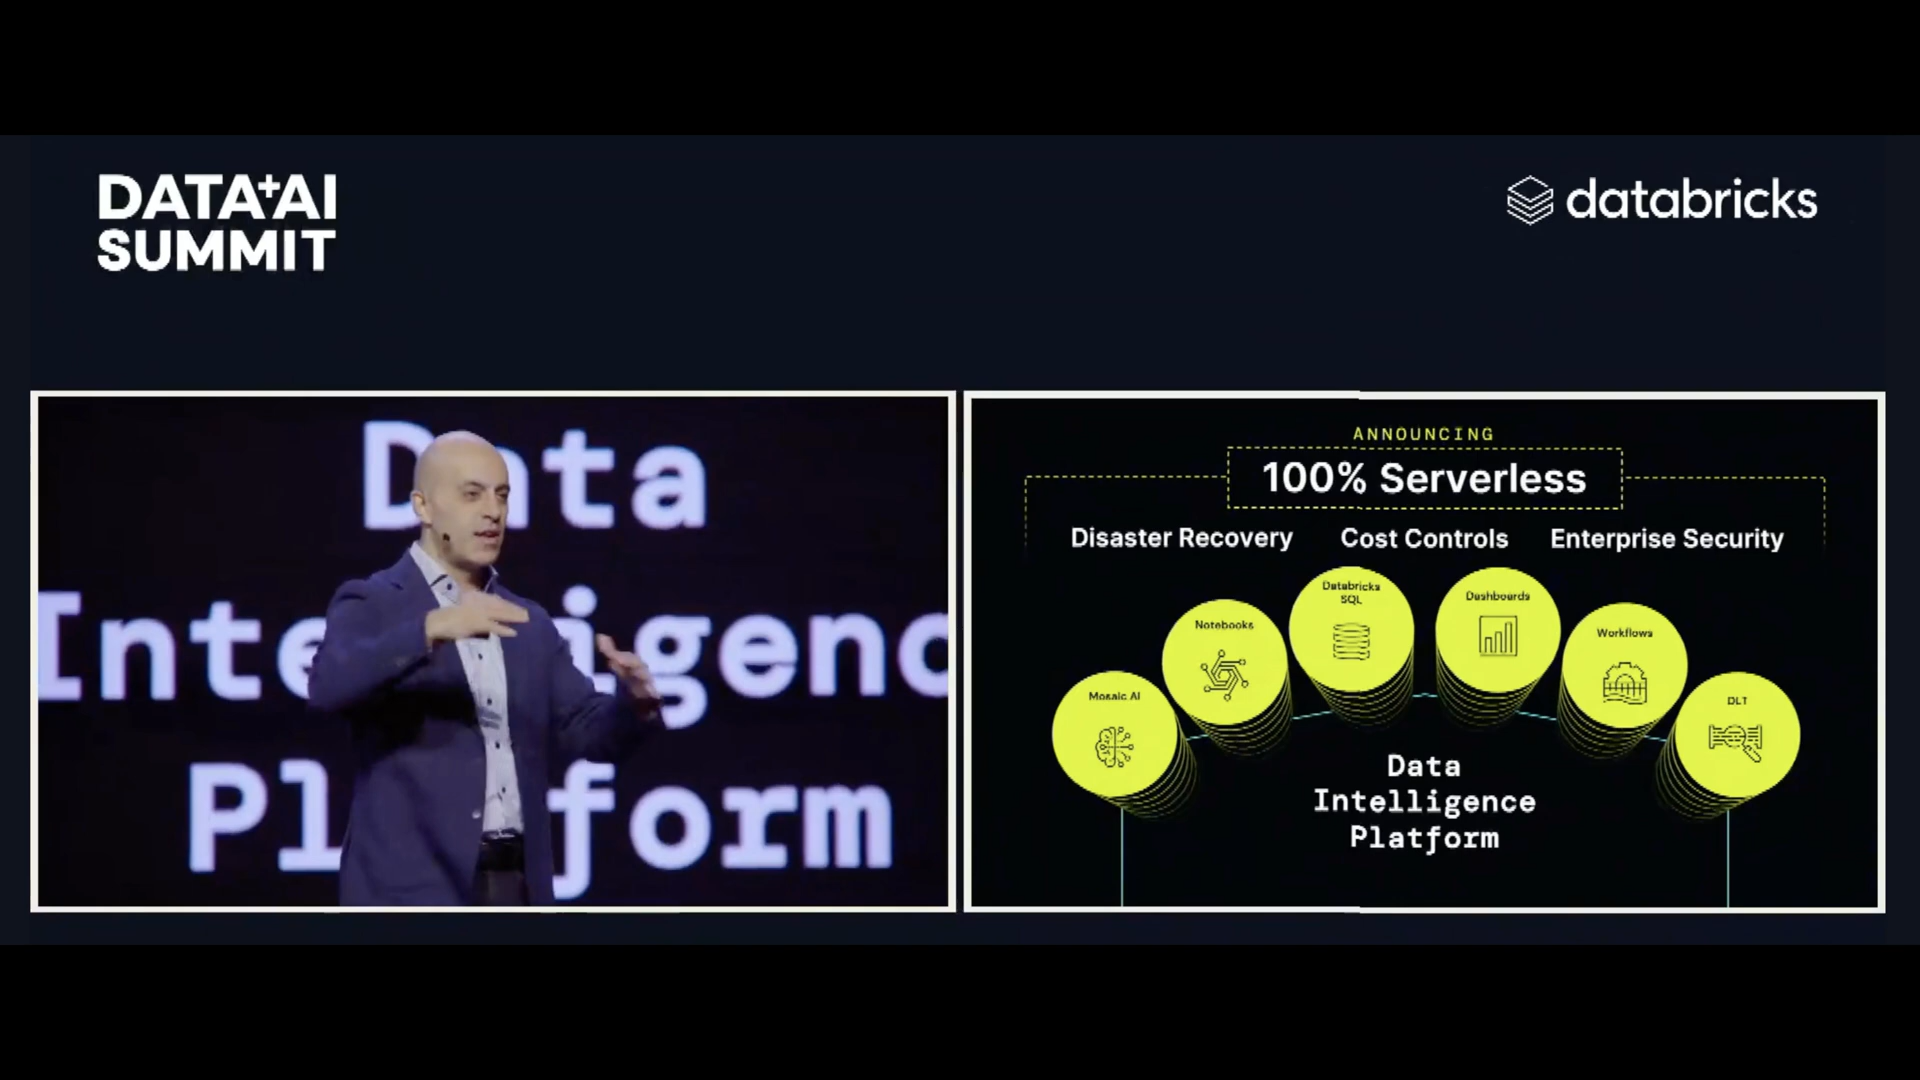 DATA+AI
SUMMIT
databricks
Data
Intelligenc
Platform
ANNOUNCING
100% Serverless
Disaster Recovery
Cost Controls
Enterprise Security
Mosaic AI
Notebooks
Databricks
SQL
Dashboards
Workflows
DLT
Data
Intelligence
Platform